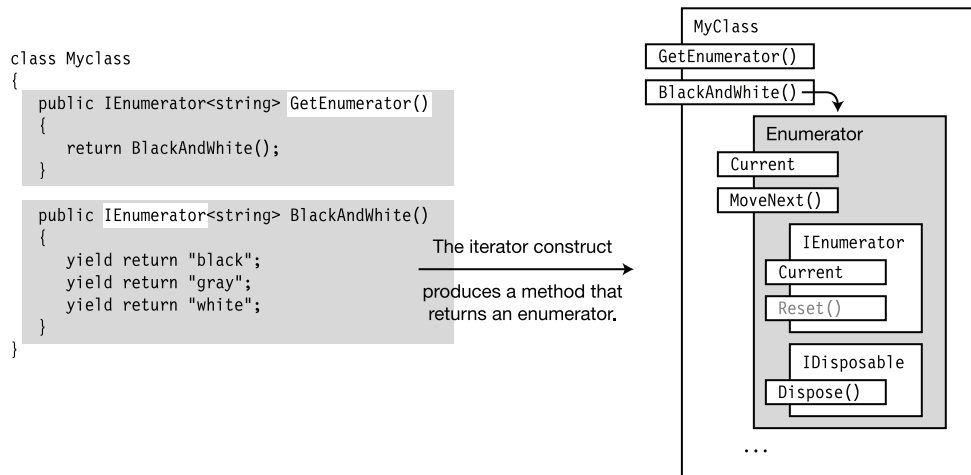 class Myclass
{
public IEnumerator<string> GetEnumerator()
{
return BlackAndWhite();
}
public IEnumerator<string> BlackAndWhite()
{
yield return "black";
yield return "gray";
yield return "white";
}
}
The iterator construct
produces a method that
returns an enumerator.
MyClass
GetEnumerator()
BlackAndWhite()
Enumerator
Current
MoveNext()
IEnumerator
Current
Reset()
IDisposable
Dispose()
...